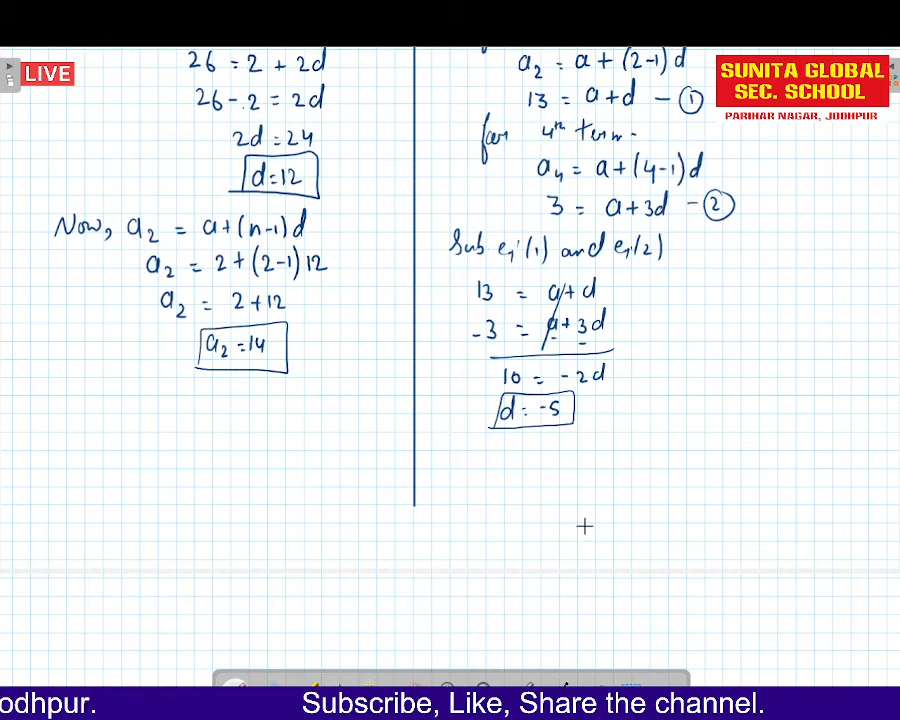 LIVE
26 = 2 + 2d
26 - 2 = 2d
2d = 24
d = 12
Now, a₂ = a + (n-1)d
a₂ = 2 + (2-1)12
a₂ = 2 + 12
a₂ = 14
a₂ = a + (2-1)d
13 = a + d - ①
for 4th term -
a₄ = a + (4-1)d
3 = a + 3d - ②
Sub eq'(1) and eq'(2)
13 = a + d
-3 = a + 3d
10 = -2d
d = -5
SUNITA GLOBAL
SEC. SCHOOL
PARIHAR NAGAR, JODHPUR
odhpur. Subscribe, Like, Share the channel.